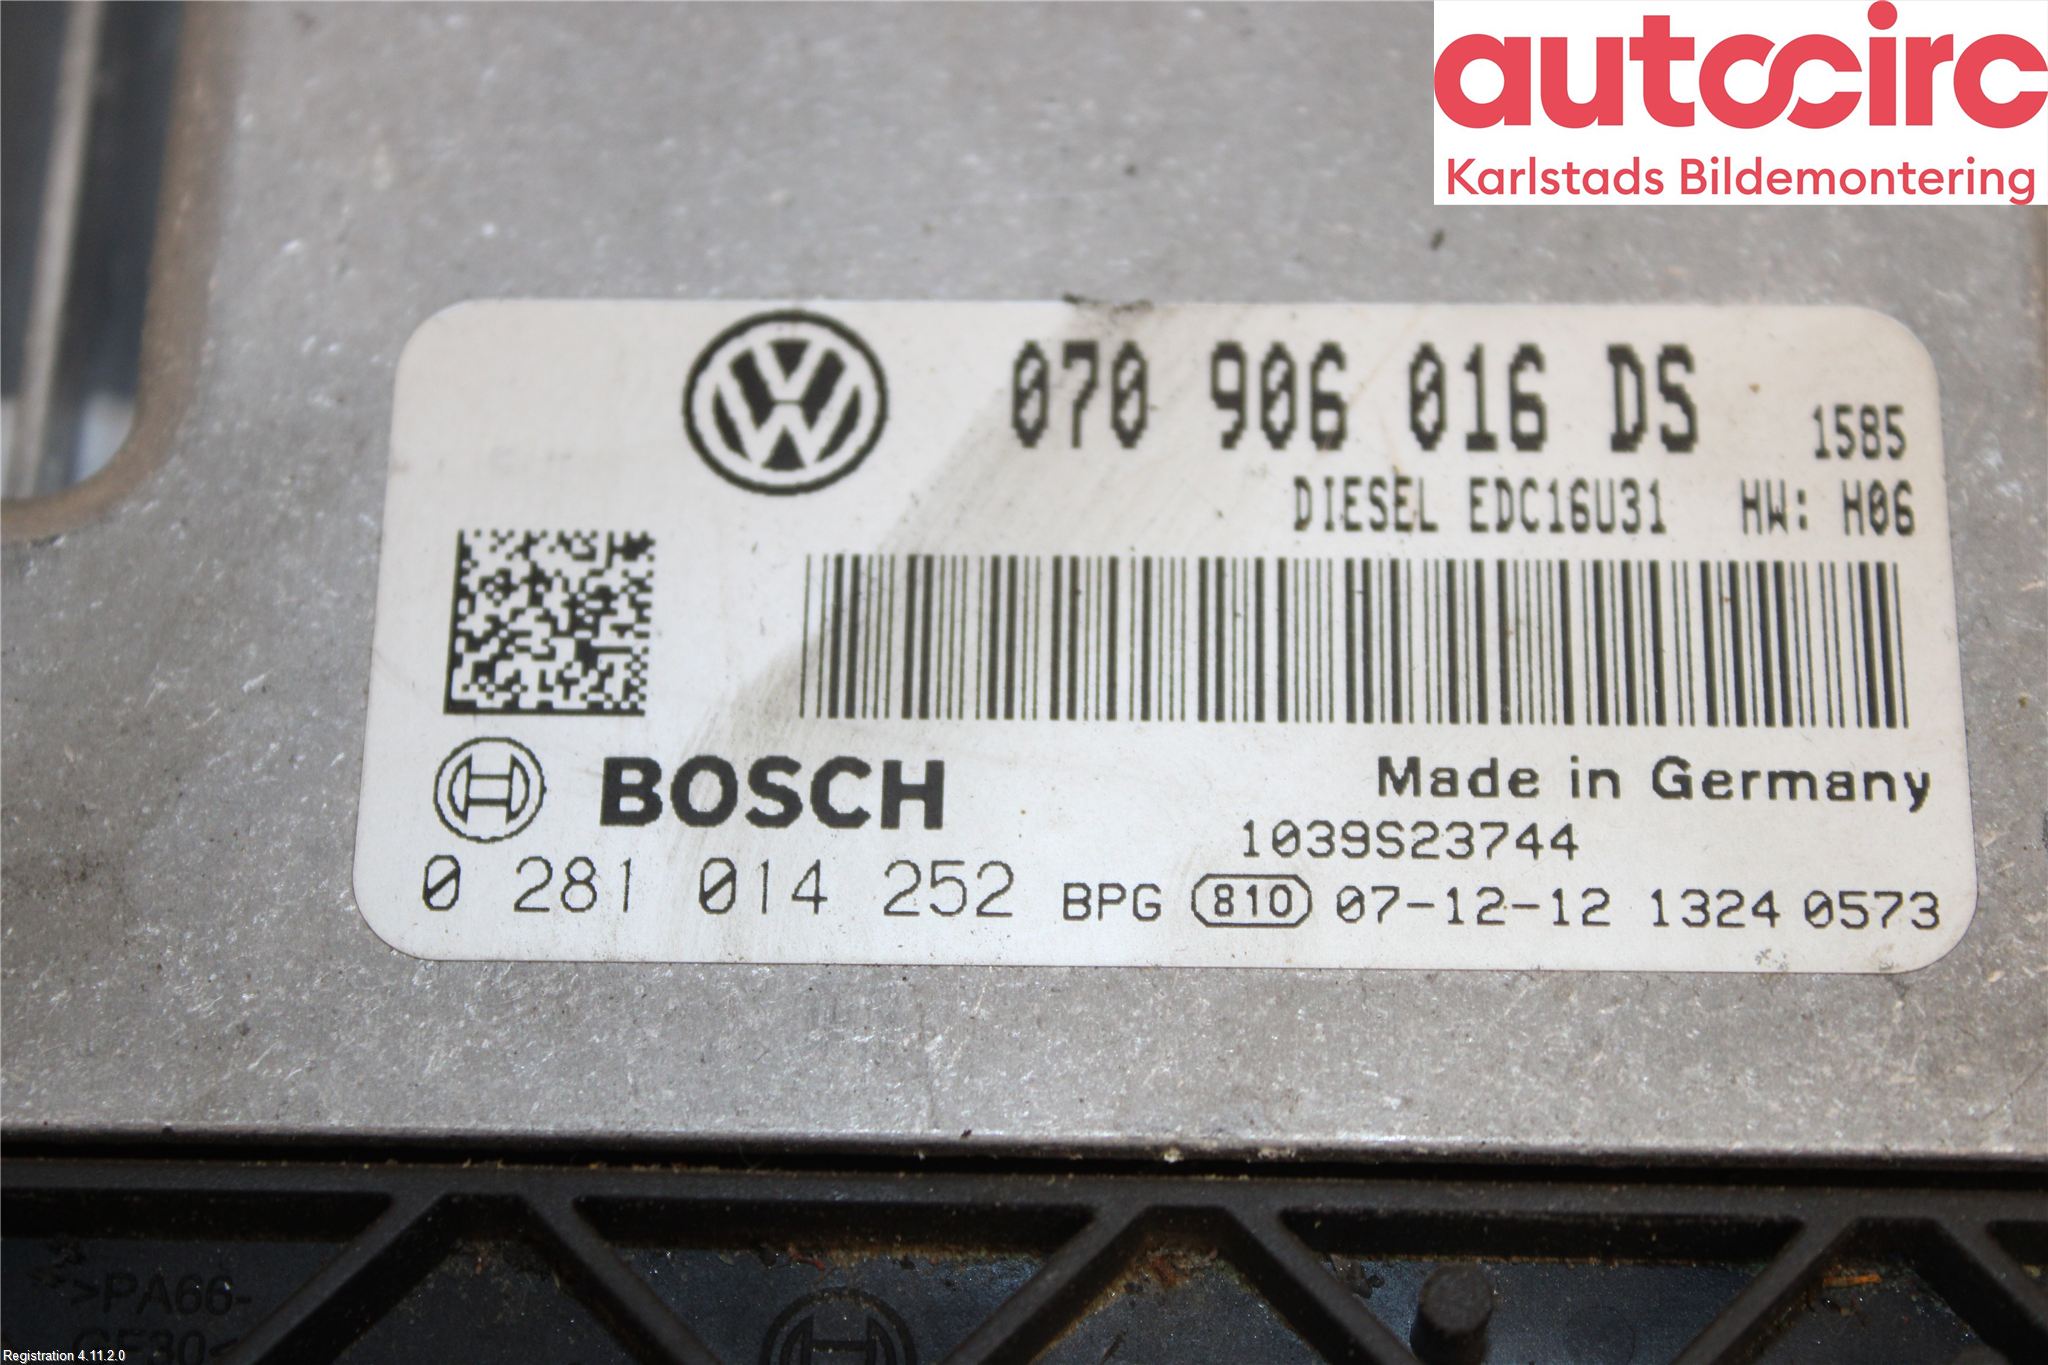 autocirc
Karlstads Bildemontering
070 906 016 DS 1585
DIESEL EDC16U31 HW: H06
BOSCH Made in Germany
1039S23744
0 281 014 252 BPG 810 07-12-12 1324 0573
>PA66-
GF30<
Registration 4.11.2.0